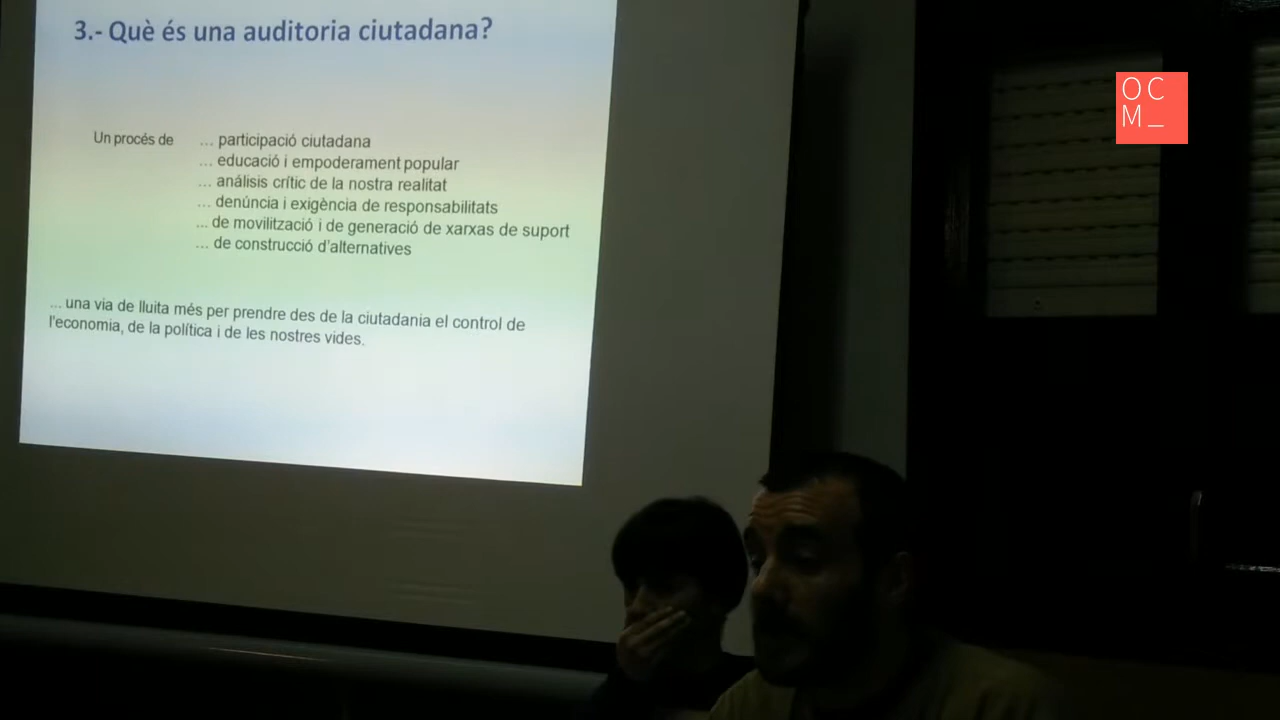 3.- Què és una auditoria ciutadana?
Un procés de ... participació ciutadana
... educació i empoderament popular
... análisis crític de la nostra realitat
... denúncia i exigència de responsabilitats
... de movilització i de generació de xarxas de suport
... de construcció d'alternatives
... una via de lluita més per prendre des de la ciutadania el control de
l'economia, de la política i de les nostres vides.
OC
M_